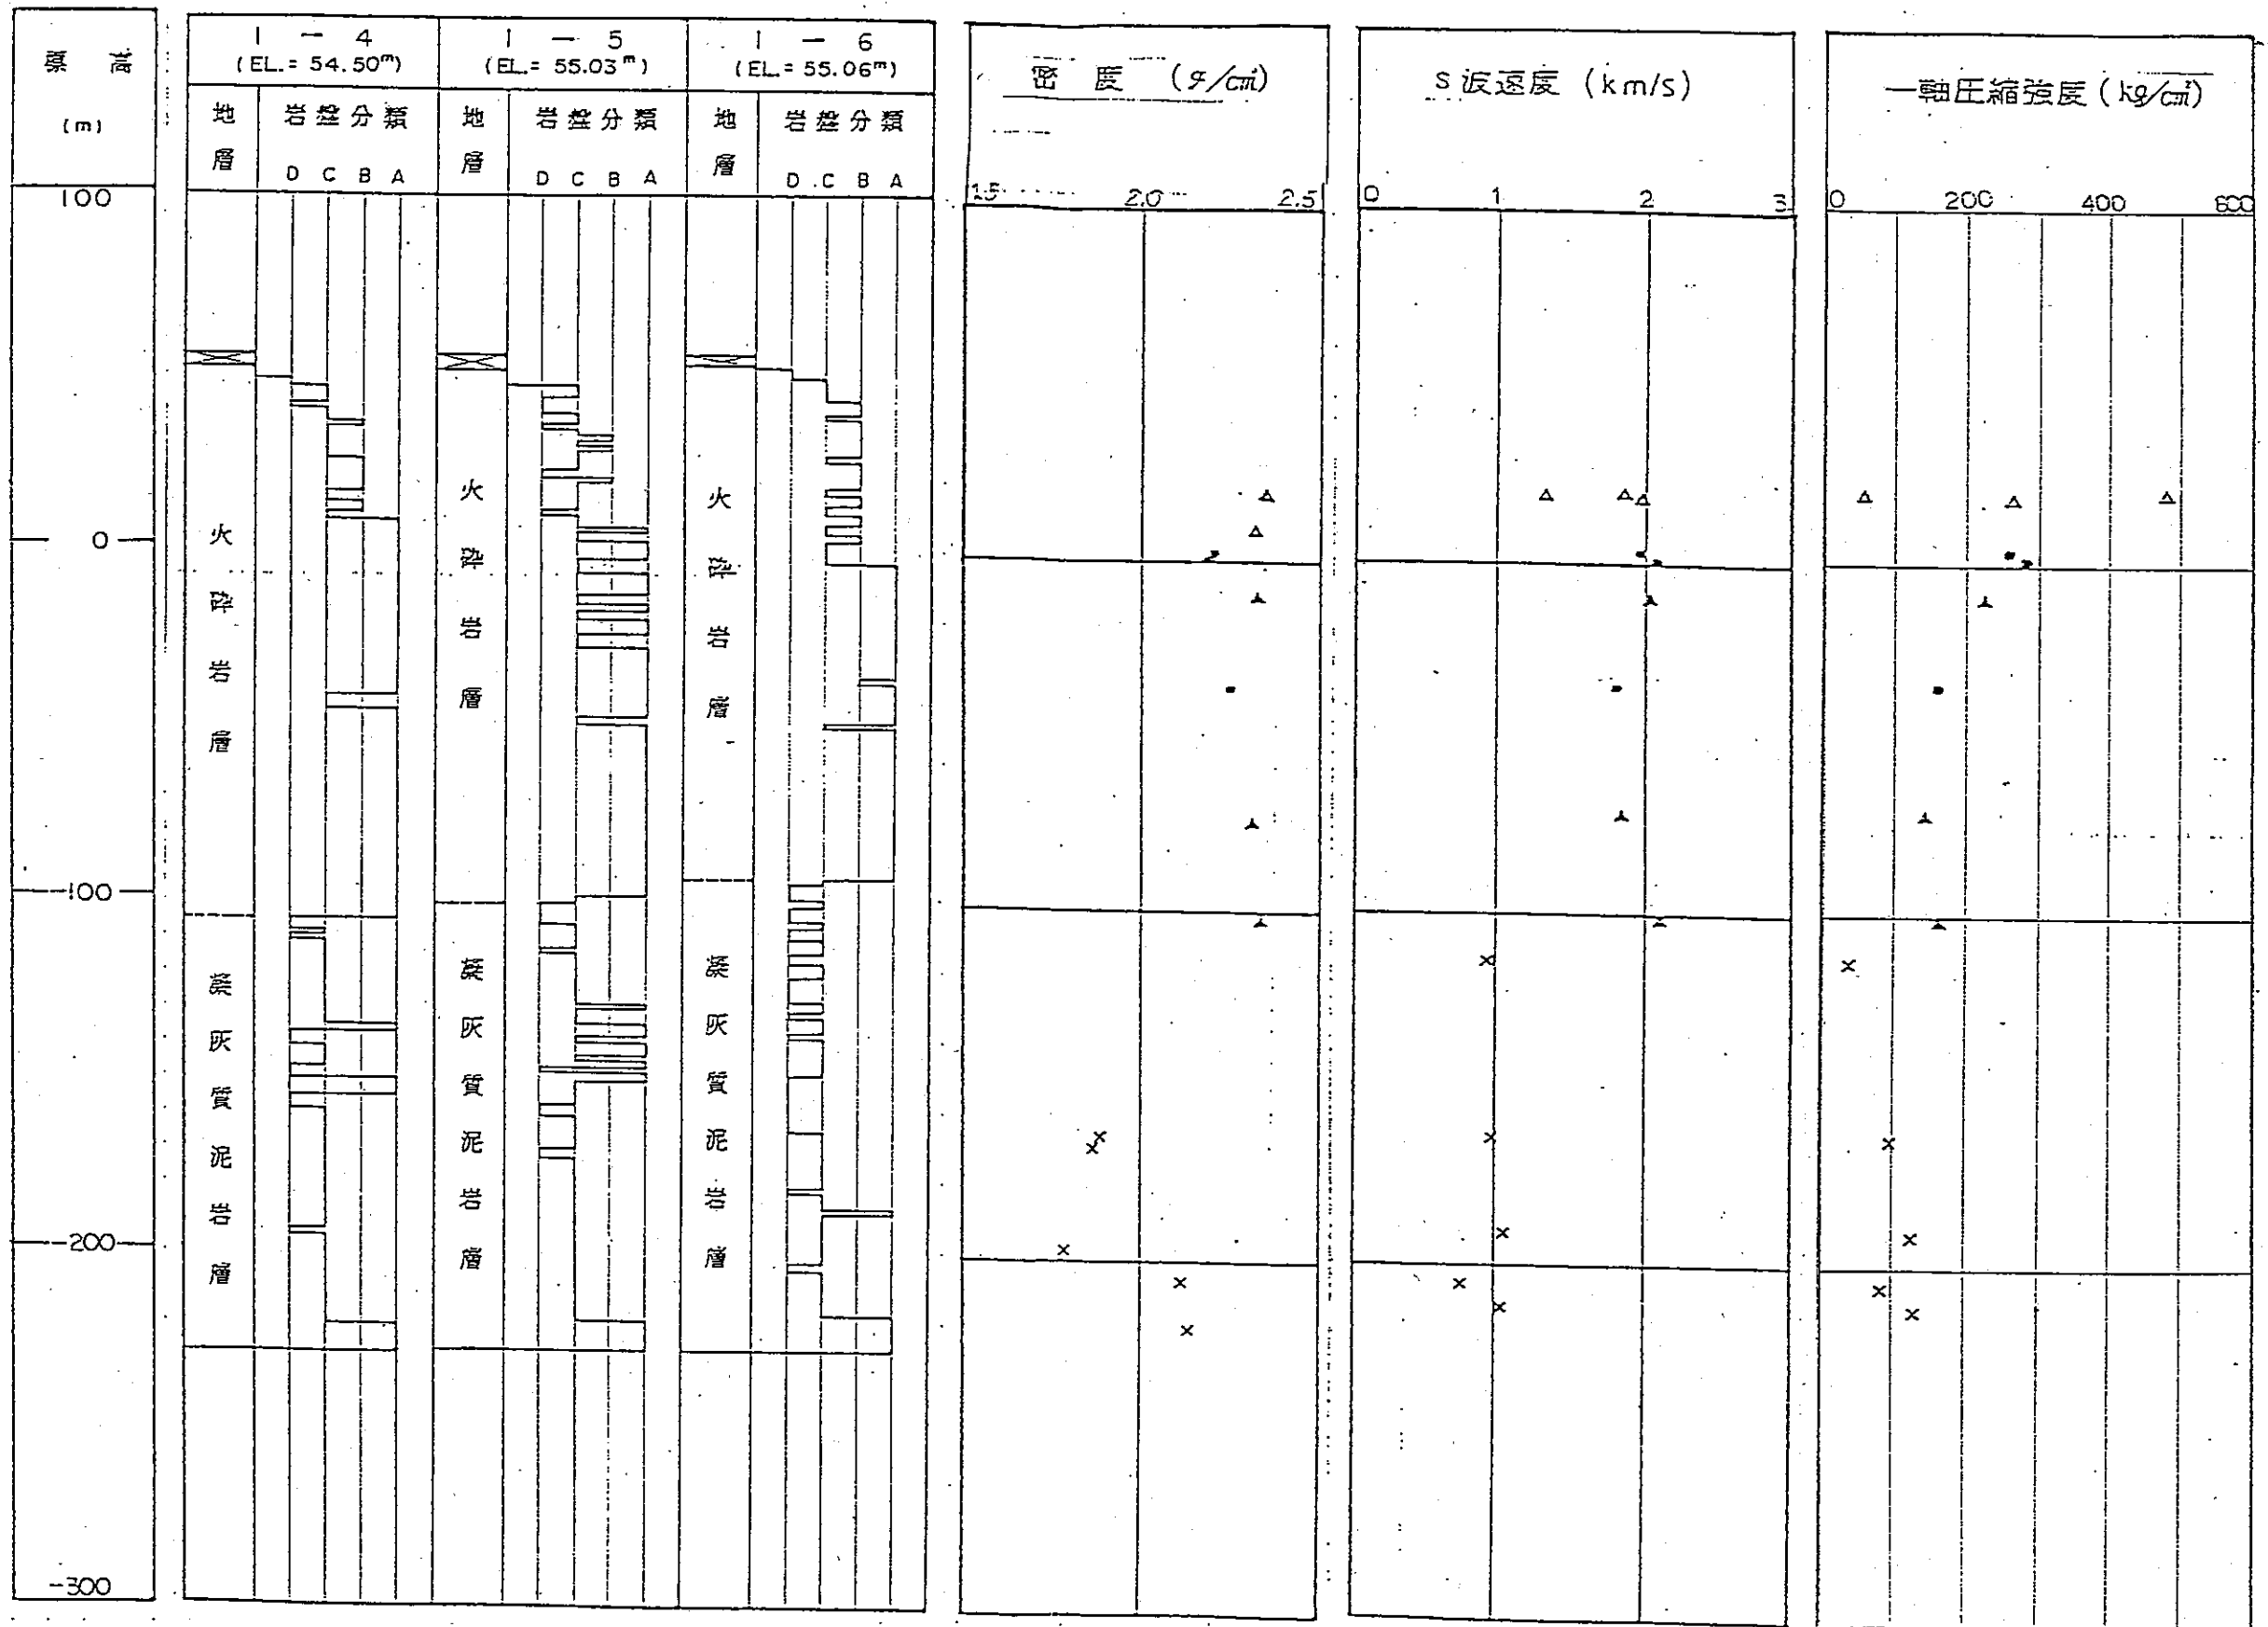 標高
(m)
100
0
-100
-200
-300
I-4
(EL.= 54.50m)
地層
岩盤分類
D C B A
火砕岩層
凝灰質泥岩層
I-5
(EL.= 55.03m)
地層
岩盤分類
D C B A
火砕岩層
凝灰質泥岩層
I-6
(EL.= 55.06m)
地層
岩盤分類
D C B A
火砕岩層
凝灰質泥岩層
密度 (g/cm³)
1.5 2.0 2.5
S波速度 (km/s)
0 1 2 3
一軸圧縮強度 (kg/cm²)
0 200 400 600